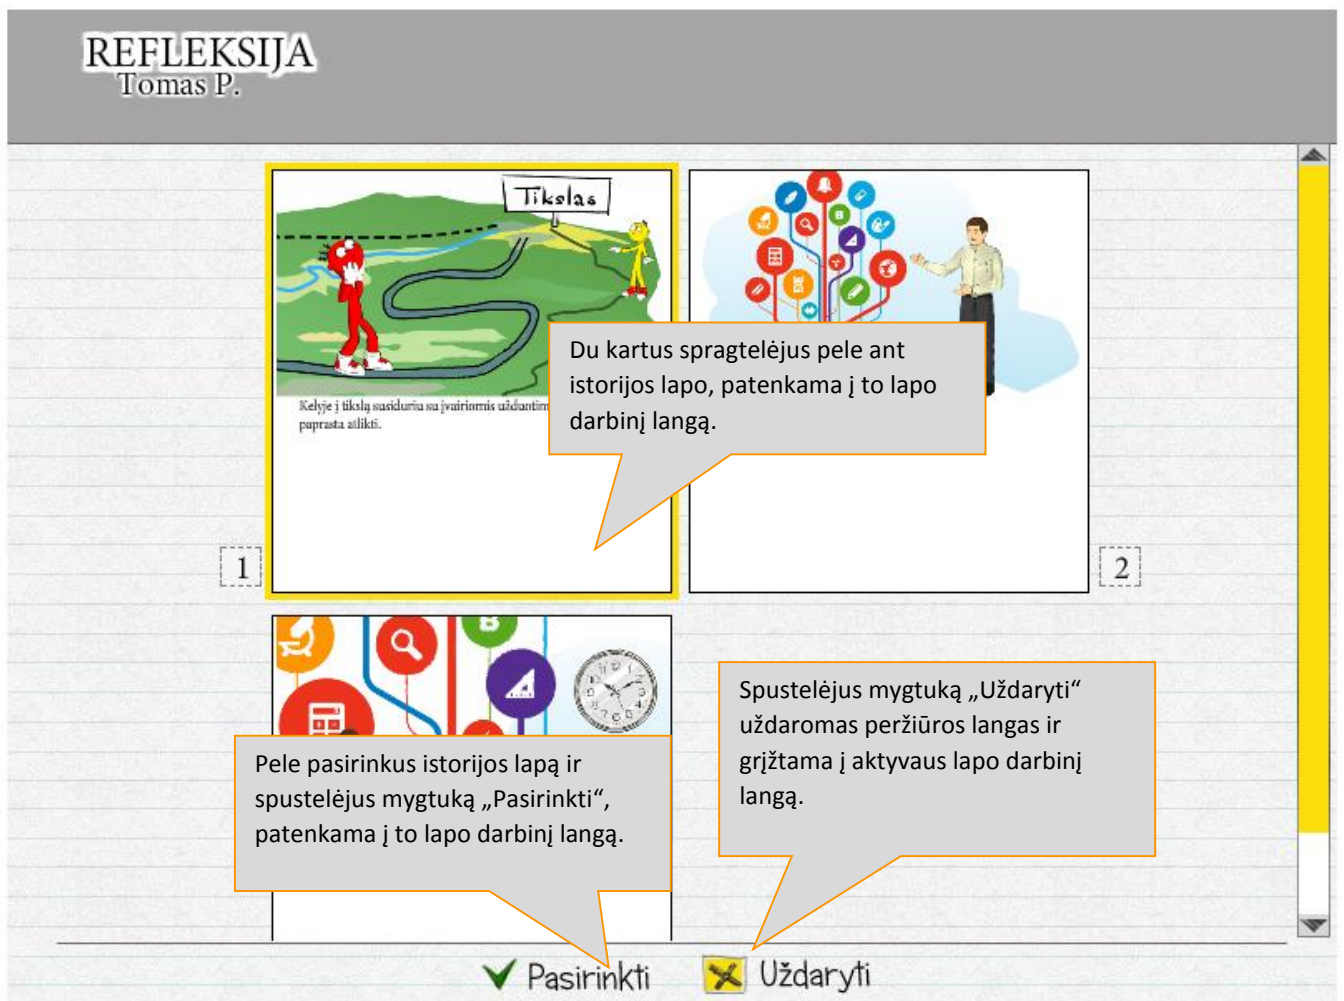 REFLEKSIJA
Tomas P.
Tikslas
Kelyje į tikslą susiduriu su įvairiomis
paprasta atlikti.
Du kartus spragtelėjus pele ant
istorijos lapo, patenkama į to lapo
darbinį langą.
1
2
B
B
Pele pasirinkus istorijos lapą ir
spustelėjus mygtuką „Pasirinkti“,
patenkama į to lapo darbinį langą.
Spustelėjus mygtuką „Uždaryti“
uždaromas peržiūros langas ir
grįžtama į aktyvaus lapo darbinį
langą.
Pasirinkti
Uždaryti